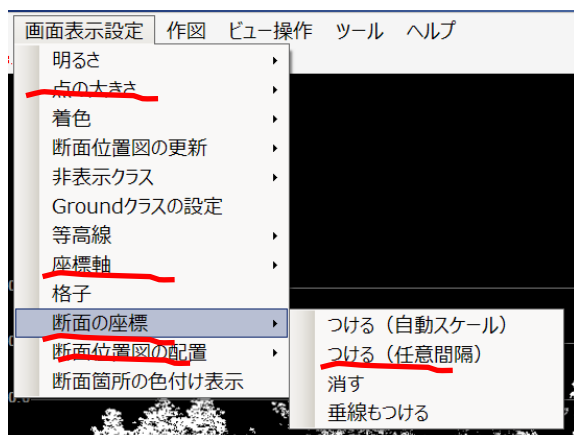 画面表示設定 作図 ビュー操作 ツール ヘルプ
明るさ
点の大きさ
着色
断面位置図の更新
非表示クラス
Groundクラスの設定
等高線
座標軸
格子
断面の座標
つける（自動スケール）
断面位置図の配置
つける（任意間隔）
断面箇所の色付け表示
消す
垂線もつける